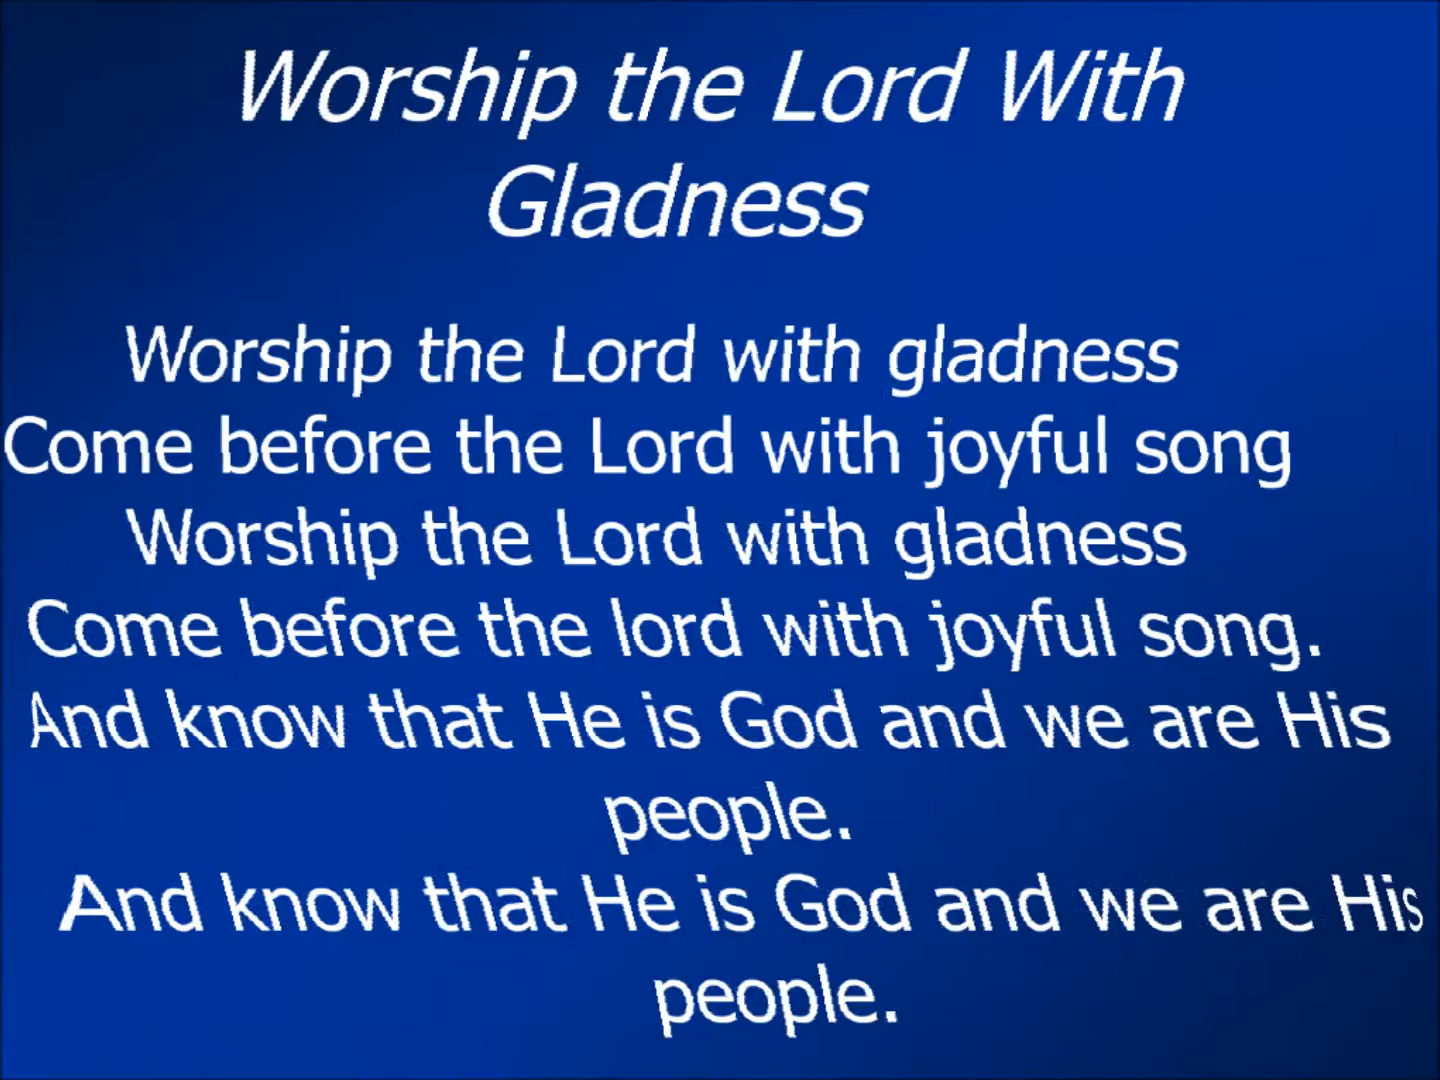 Worship the Lord With
Gladness
Worship the Lord with gladness
Come before the Lord with joyful song
Worship the Lord with gladness
Come before the lord with joyful song.
And know that He is God and we are His
people.
And know that He is God and we are His
people.